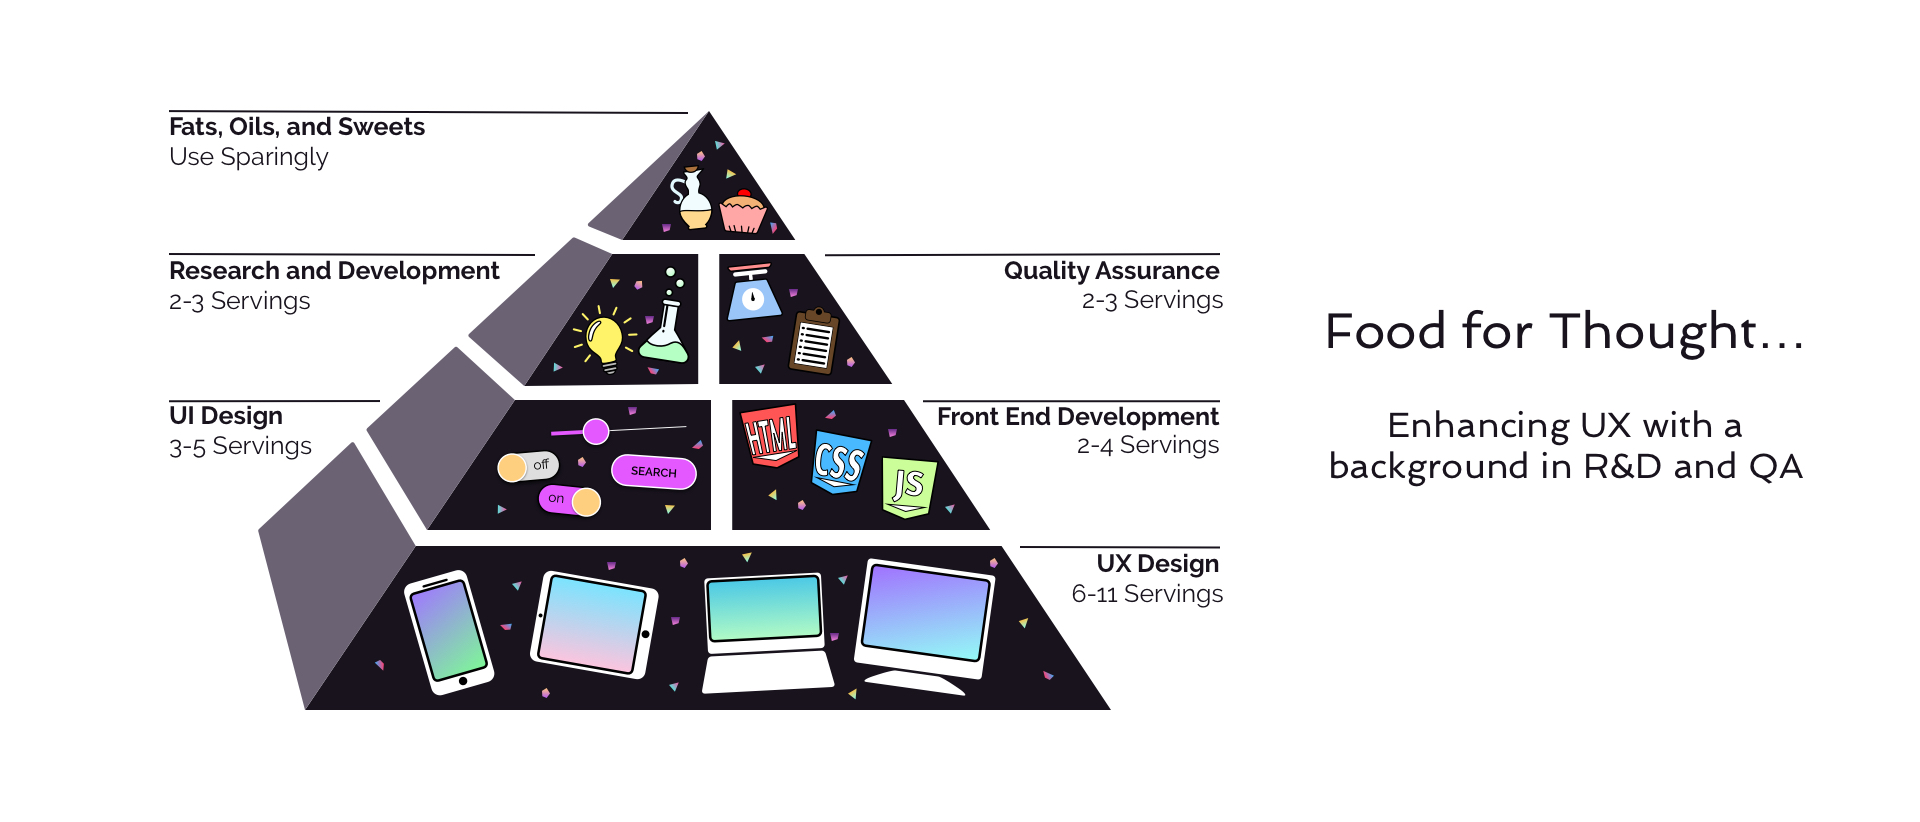 Fats, Oils, and Sweets
Use Sparingly
Research and Development
2-3 Servings
Quality Assurance
2-3 Servings
UI Design
3-5 Servings
off
on
SEARCH
HTML
CSS
JS
Front End Development
2-4 Servings
UX Design
6-11 Servings
Food for Thought...
Enhancing UX with a
background in R&D and QA